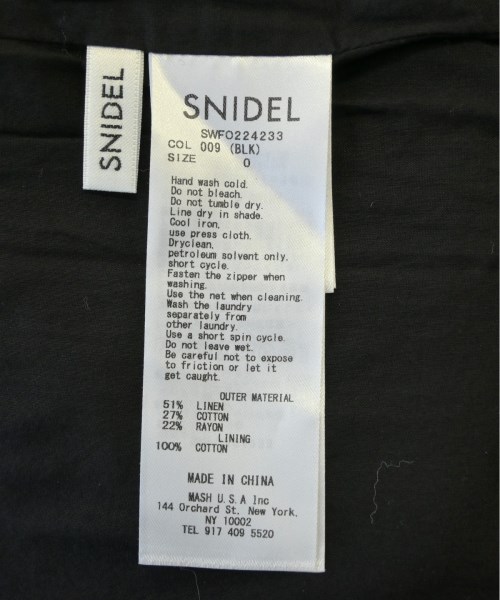 SNIDEL
SNIDEL
SWFO224233
COL 009 (BLK)
SIZE 0
Hand wash cold.
Do not bleach.
Do not tumble dry.
Line dry in shade.
Cool iron.
use press cloth.
Dryclean.
petroleum solvent only.
short cycle.
Fasten the zipper when
washing.
Use the net when cleaning.
Wash the laundry
separately from
other laundry.
Use a short spin cycle.
Do not leave wet.
Be careful not to expose
to friction or let it
get caught.
OUTER MATERIAL
51% LINEN
27% COTTON
22% RAYON
LINING
100% COTTON
MADE IN CHINA
MASH U.S.A Inc
144 Orchard St. New York.
NY 10002
TEL 917 409 5520